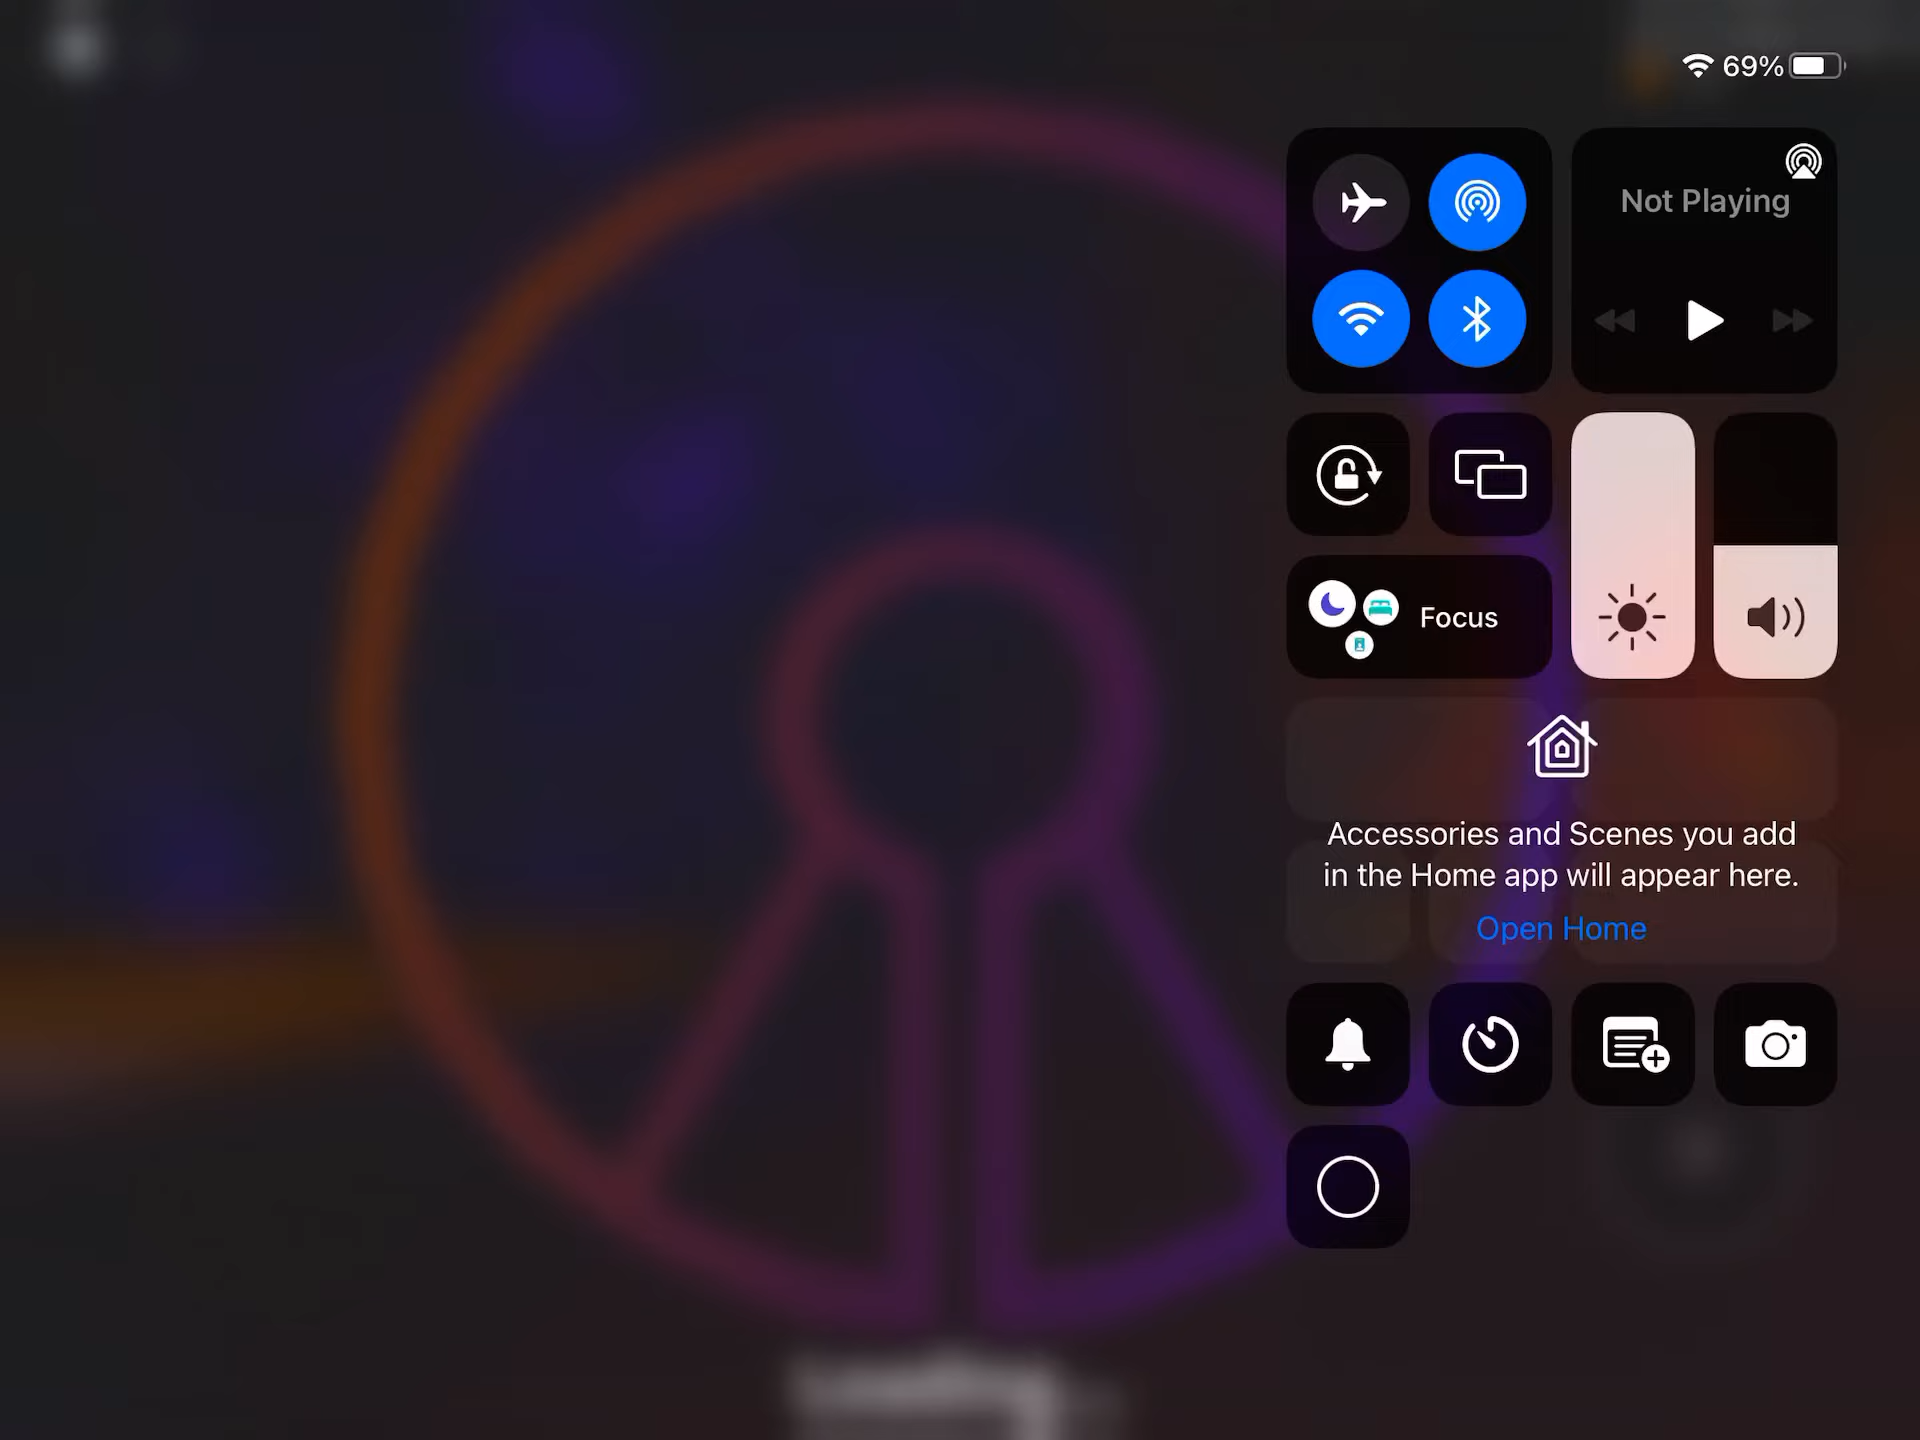 69%
Not Playing
Focus
Accessories and Scenes you add
in the Home app will appear here.
Open Home